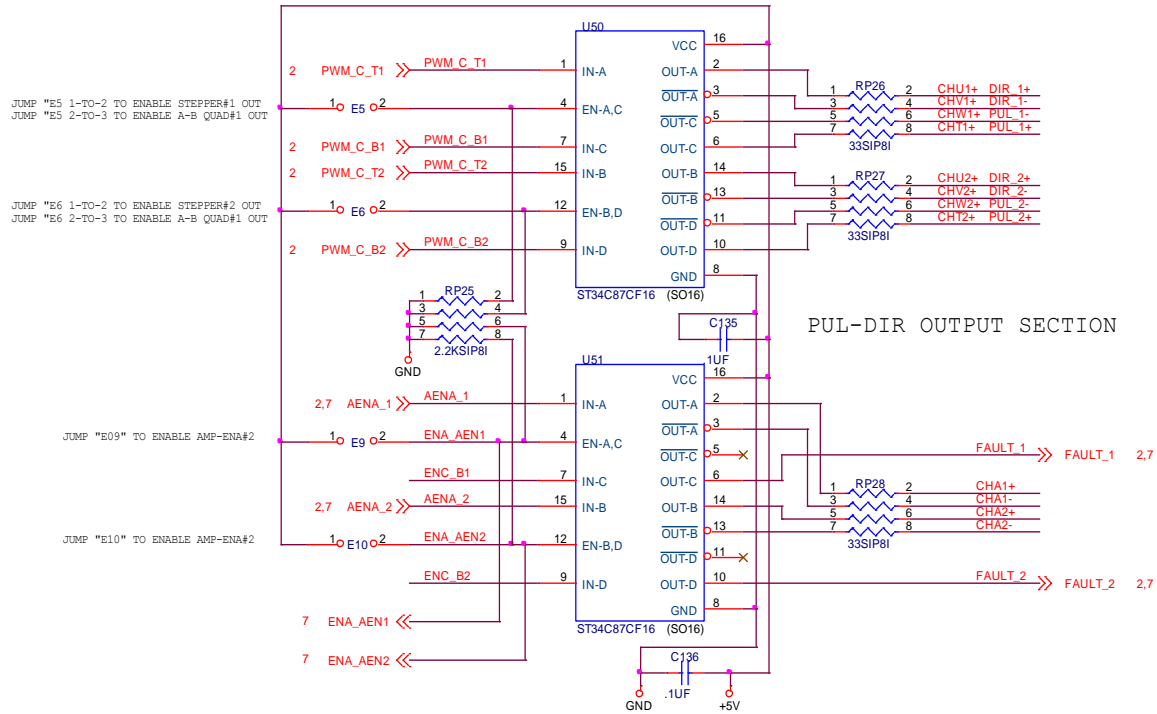 U50
VCC 16
2 PWM_C_T1 PWM_C_T1 1 IN-A OUT-A 2
1 RP26 2 CHU1+ DIR_1+
JUMP "E5 1-TO-2 TO ENABLE STEPPER#1 OUT
JUMP "E5 2-TO-3 TO ENABLE A-B QUAD#1 OUT
1 E5 2 4 EN-A,C OUT-A 3
3 4 CHV1+ DIR_1-
OUT-C 5
5 6 CHW1+ PUL_1-
2 PWM_C_B1 PWM_C_B1 7 IN-C OUT-C 6
7 8 CHT1+ PUL_1+
33SIP8I
2 PWM_C_T2 PWM_C_T2 15 IN-B OUT-B 14
1 RP27 2 CHU2+ DIR_2+
JUMP "E6 1-TO-2 TO ENABLE STEPPER#2 OUT
JUMP "E6 2-TO-3 TO ENABLE A-B QUAD#1 OUT
1 E6 2 12 EN-B,D OUT-B 13
3 4 CHV2+ DIR_2-
OUT-D 11
5 6 CHW2+ PUL_2-
2 PWM_C_B2 PWM_C_B2 9 IN-D OUT-D 10
7 8 CHT2+ PUL_2+
33SIP8I
GND 8
ST34C87CF16 (SO16)
1 RP25 2
3 4
5 6
7 8
2.2KSIP8I
GND
C135
.1UF
PUL-DIR OUTPUT SECTION
U51
VCC 16
2,7 AENA_1 AENA_1 1 IN-A OUT-A 2
JUMP "E09" TO ENABLE AMP-ENA#2
1 E9 2 ENA_AEN1 4 EN-A,C OUT-A 3
OUT-C 5
ENC_B1 7 IN-C OUT-C 6
FAULT_1 FAULT_1 2,7
2,7 AENA_2 AENA_2 15 IN-B OUT-B 14
1 RP28 2 CHA1+
3 4 CHA1-
5 6 CHA2+
7 8 CHA2-
33SIP8I
JUMP "E10" TO ENABLE AMP-ENA#2
1 E10 2 ENA_AEN2 12 EN-B,D OUT-B 13
OUT-D 11
ENC_B2 9 IN-D OUT-D 10
FAULT_2 FAULT_2 2,7
GND 8
7 ENA_AEN1
ST34C87CF16 (SO16)
7 ENA_AEN2
C136
.1UF
GND
+5V